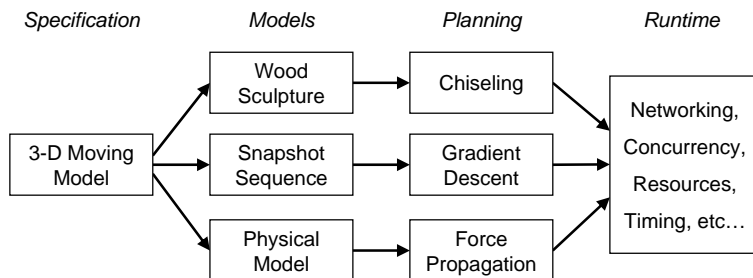 Specification
Models
Planning
Runtime
3-D Moving
Model
Wood
Sculpture
Snapshot
Sequence
Physical
Model
Chiseling
Gradient
Descent
Force
Propagation
Networking,
Concurrency,
Resources,
Timing, etc…